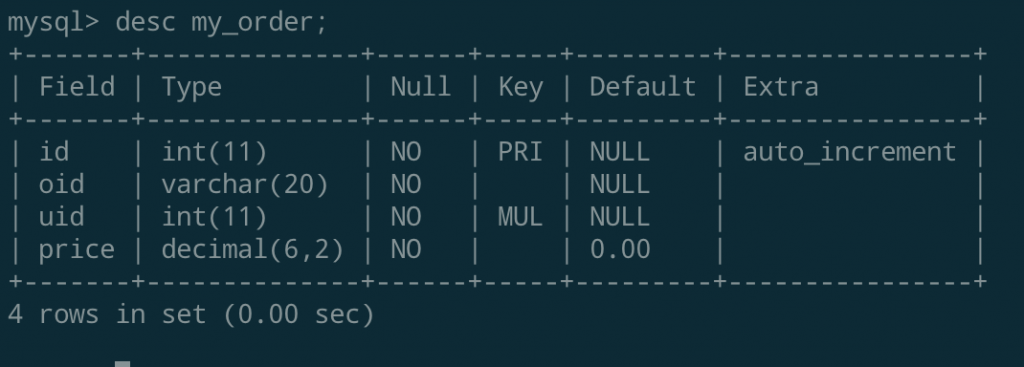 mysql> desc my_order;
+-------+--------------+------+-----+---------+----------------+
| Field | Type         | Null | Key | Default | Extra          |
+-------+--------------+------+-----+---------+----------------+
| id    | int(11)      | NO   | PRI | NULL    | auto_increment |
| oid   | varchar(20)  | NO   |     | NULL    |                |
| uid   | int(11)      | NO   | MUL | NULL    |                |
| price | decimal(6,2) | NO   |     | 0.00    |                |
+-------+--------------+------+-----+---------+----------------+
4 rows in set (0.00 sec)